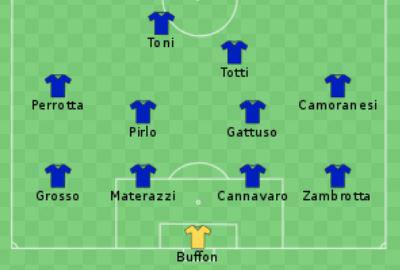 Toni
Totti
Perrotta
Camoranesi
Pirlo
Gattuso
Grosso
Materazzi
Cannavaro
Zambrotta
Buffon